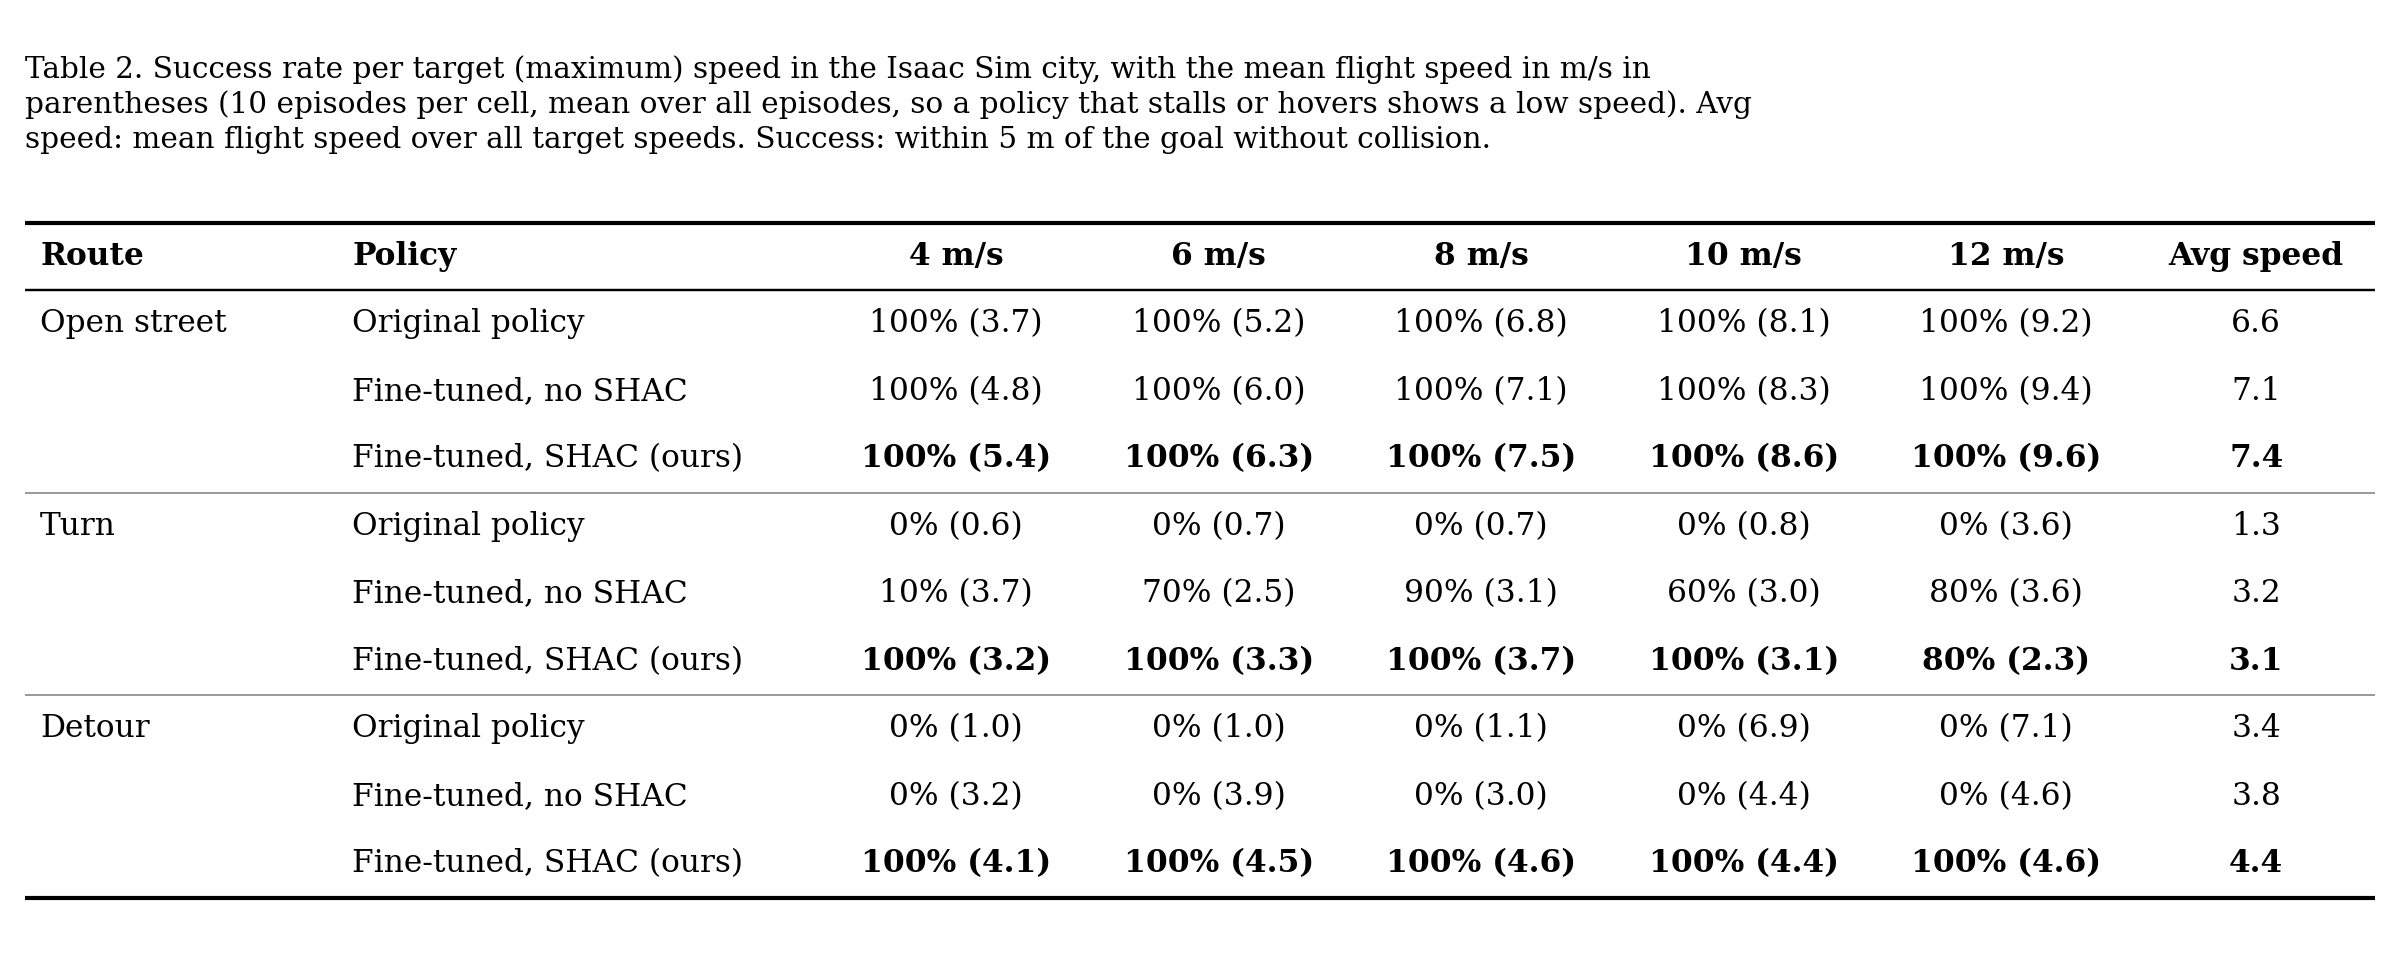 Table 2. Success rate per target (maximum) speed in the Isaac Sim city, with the mean flight speed in m/s in
parentheses (10 episodes per cell, mean over all episodes, so a policy that stalls or hovers shows a low speed). Avg
speed: mean flight speed over all target speeds. Success: within 5 m of the goal without collision.
Route Policy 4 m/s 6 m/s 8 m/s 10 m/s 12 m/s Avg speed
Open street Original policy 100% (3.7) 100% (5.2) 100% (6.8) 100% (8.1) 100% (9.2) 6.6
Fine-tuned, no SHAC 100% (4.8) 100% (6.0) 100% (7.1) 100% (8.3) 100% (9.4) 7.1
Fine-tuned, SHAC (ours) 100% (5.4) 100% (6.3) 100% (7.5) 100% (8.6) 100% (9.6) 7.4
Turn Original policy 0% (0.6) 0% (0.7) 0% (0.7) 0% (0.8) 0% (3.6) 1.3
Fine-tuned, no SHAC 10% (3.7) 70% (2.5) 90% (3.1) 60% (3.0) 80% (3.6) 3.2
Fine-tuned, SHAC (ours) 100% (3.2) 100% (3.3) 100% (3.7) 100% (3.1) 80% (2.3) 3.1
Detour Original policy 0% (1.0) 0% (1.0) 0% (1.1) 0% (6.9) 0% (7.1) 3.4
Fine-tuned, no SHAC 0% (3.2) 0% (3.9) 0% (3.0) 0% (4.4) 0% (4.6) 3.8
Fine-tuned, SHAC (ours) 100% (4.1) 100% (4.5) 100% (4.6) 100% (4.4) 100% (4.6) 4.4